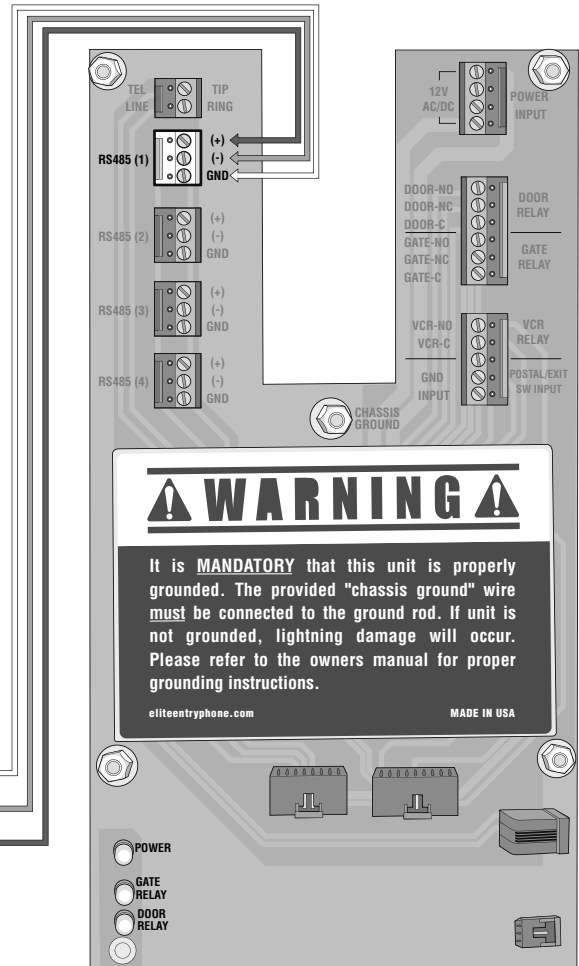 TEL TIP
LINE RING
RS485 (1)
(+)
(-)
GND
RS485 (2)
(+)
(-)
GND
RS485 (3)
(+)
(-)
GND
RS485 (4)
(+)
(-)
GND
12V
AC/DC
POWER
INPUT
DOOR-NO
DOOR-NC
DOOR-C
GATE-NO
GATE-NC
GATE-C
DOOR
RELAY
GATE
RELAY
VCR-NO
VCR-C
GND
INPUT
VCR
RELAY
POSTAL/EXIT
SW INPUT
CHASSIS
GROUND
WARNING
It is MANDATORY that this unit is properly
grounded. The provided "chassis ground" wire
must be connected to the ground rod. If unit is
not grounded, lightning damage will occur.
Please refer to the owners manual for proper
grounding instructions.
eliteentryphone.com MADE IN USA
POWER
GATE
RELAY
DOOR
RELAY